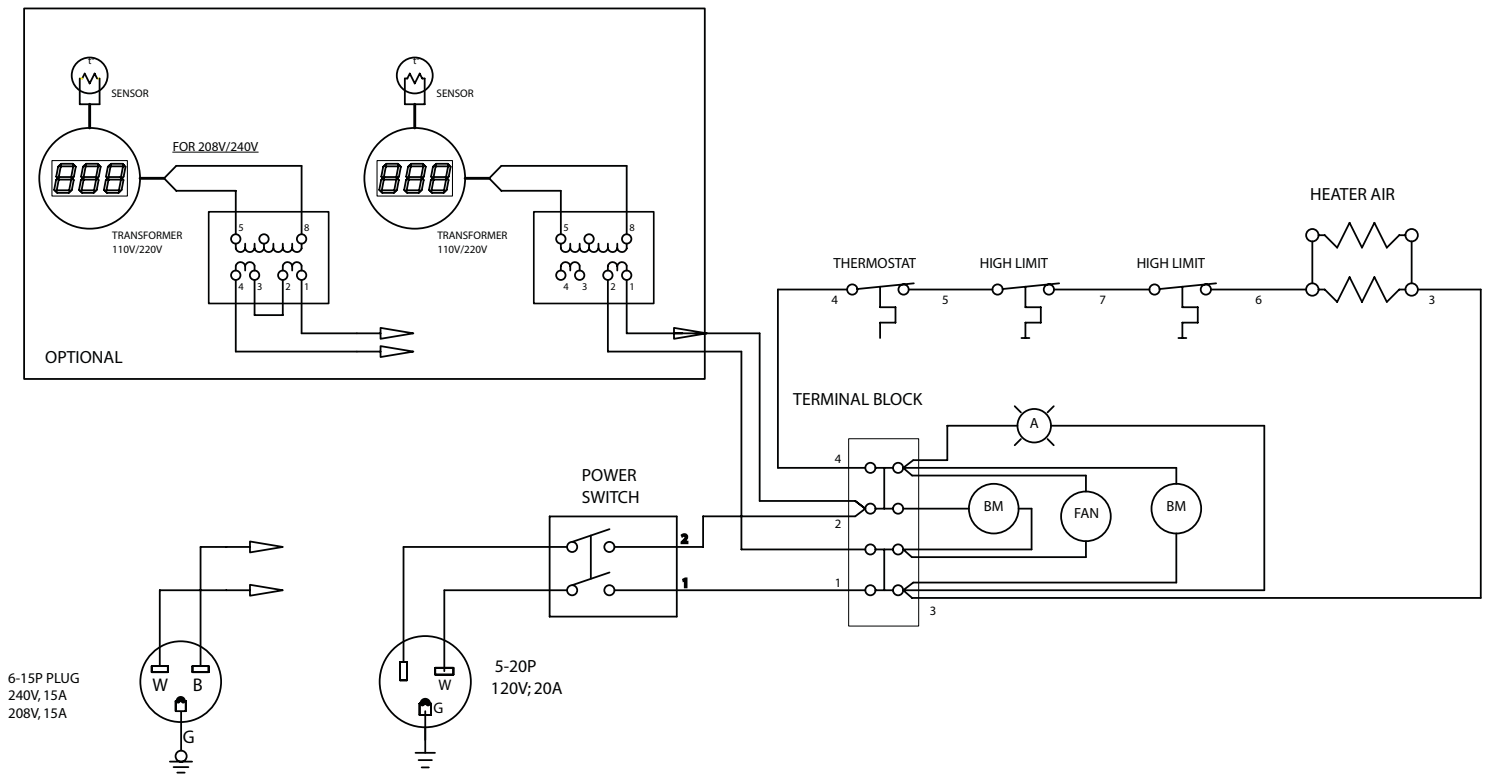 t°
SENSOR
FOR 208V/240V
888
TRANSFORMER
110V/220V
5 8
4 3 2 1
t°
SENSOR
888
TRANSFORMER
110V/220V
5 8
4 3 2 1
OPTIONAL
HEATER AIR
THERMOSTAT
HIGH LIMIT
HIGH LIMIT
4 5 7 6 3
TERMINAL BLOCK
A
4
2
1
3
BM
FAN
BM
POWER
SWITCH
2
1
6-15P PLUG
240V, 15A
208V, 15A
W B
G
5-20P
120V; 20A
W
G